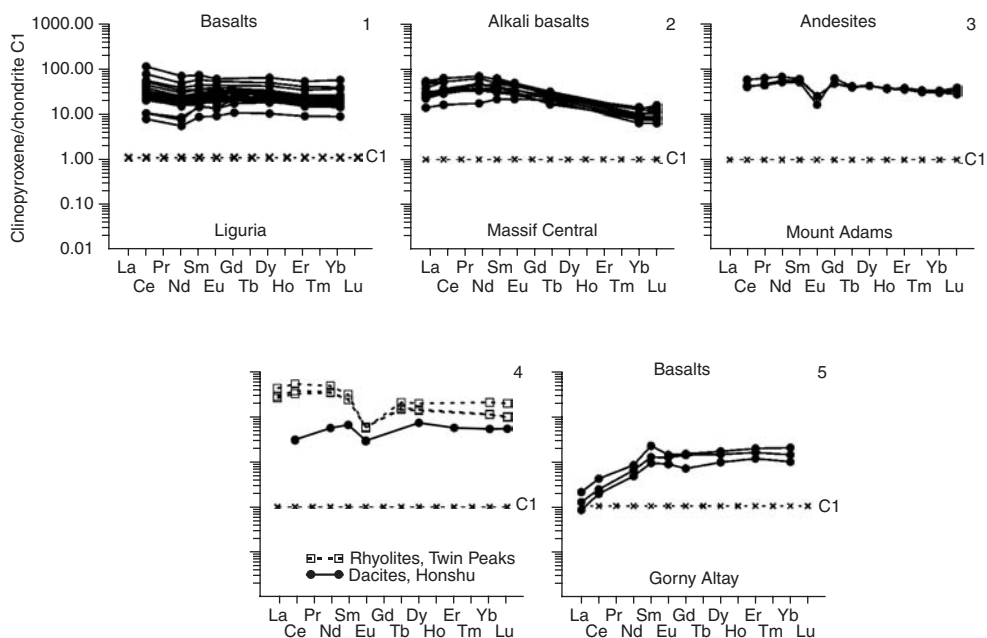 Clinopyroxene/chondrite C1
1000.00
100.00
10.00
1.00
0.10
0.01
Basalts 1
C1
Liguria
La Pr Sm Gd Dy Er Yb
Ce Nd Eu Tb Ho Tm Lu
Alkali basalts 2
C1
Massif Central
La Pr Nd Eu Tb Ho Tm Lu
Ce Sm Gd Dy Er Yb
Andesites 3
C1
Mount Adams
La Pr Sm Gd Dy Er Yb
Ce Nd Eu Tb Ho Tm Lu
4
C1
Rhyolites, Twin Peaks
Dacites, Honshu
La Pr Sm Gd Dy Er Yb
Ce Nd Eu Tb Ho Tm Lu
Basalts 5
C1
Gorny Altay
La Pr Sm Gd Dy Er Yb
Ce Nd Eu Tb Ho Tm Lu